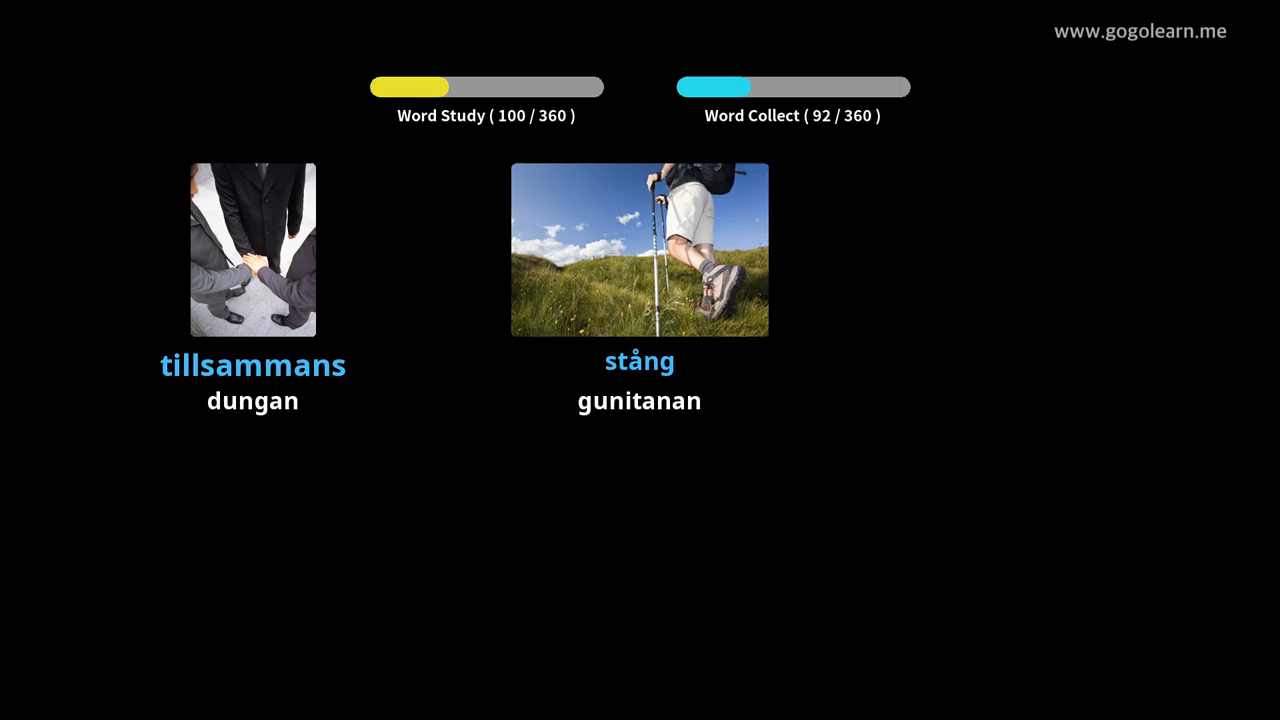 www.gogolearn.me
Word Study ( 100 / 360 )
Word Collect ( 92 / 360 )
tillsammans
dungan
stång
gunitanan